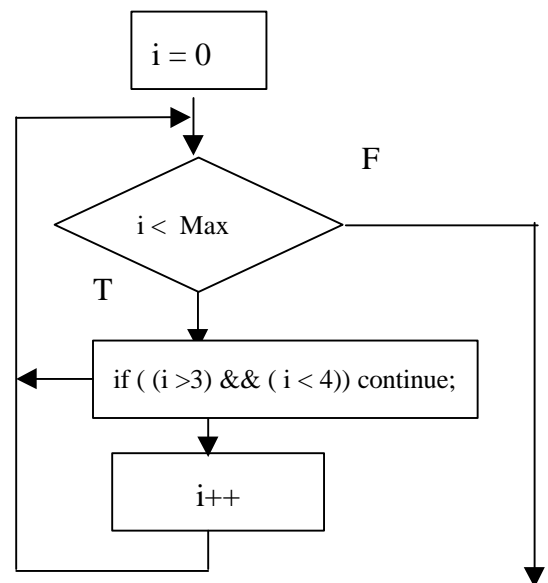 i = 0
F
i < Max
T
if ( (i >3) && ( i < 4)) continue;
i++